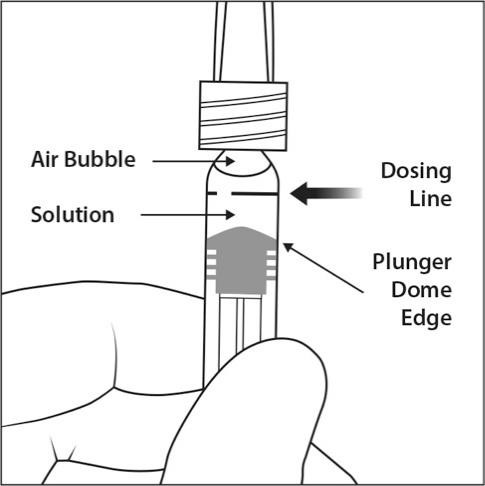 Air Bubble
Dosing
Line
Solution
Plunger
Dome
Edge